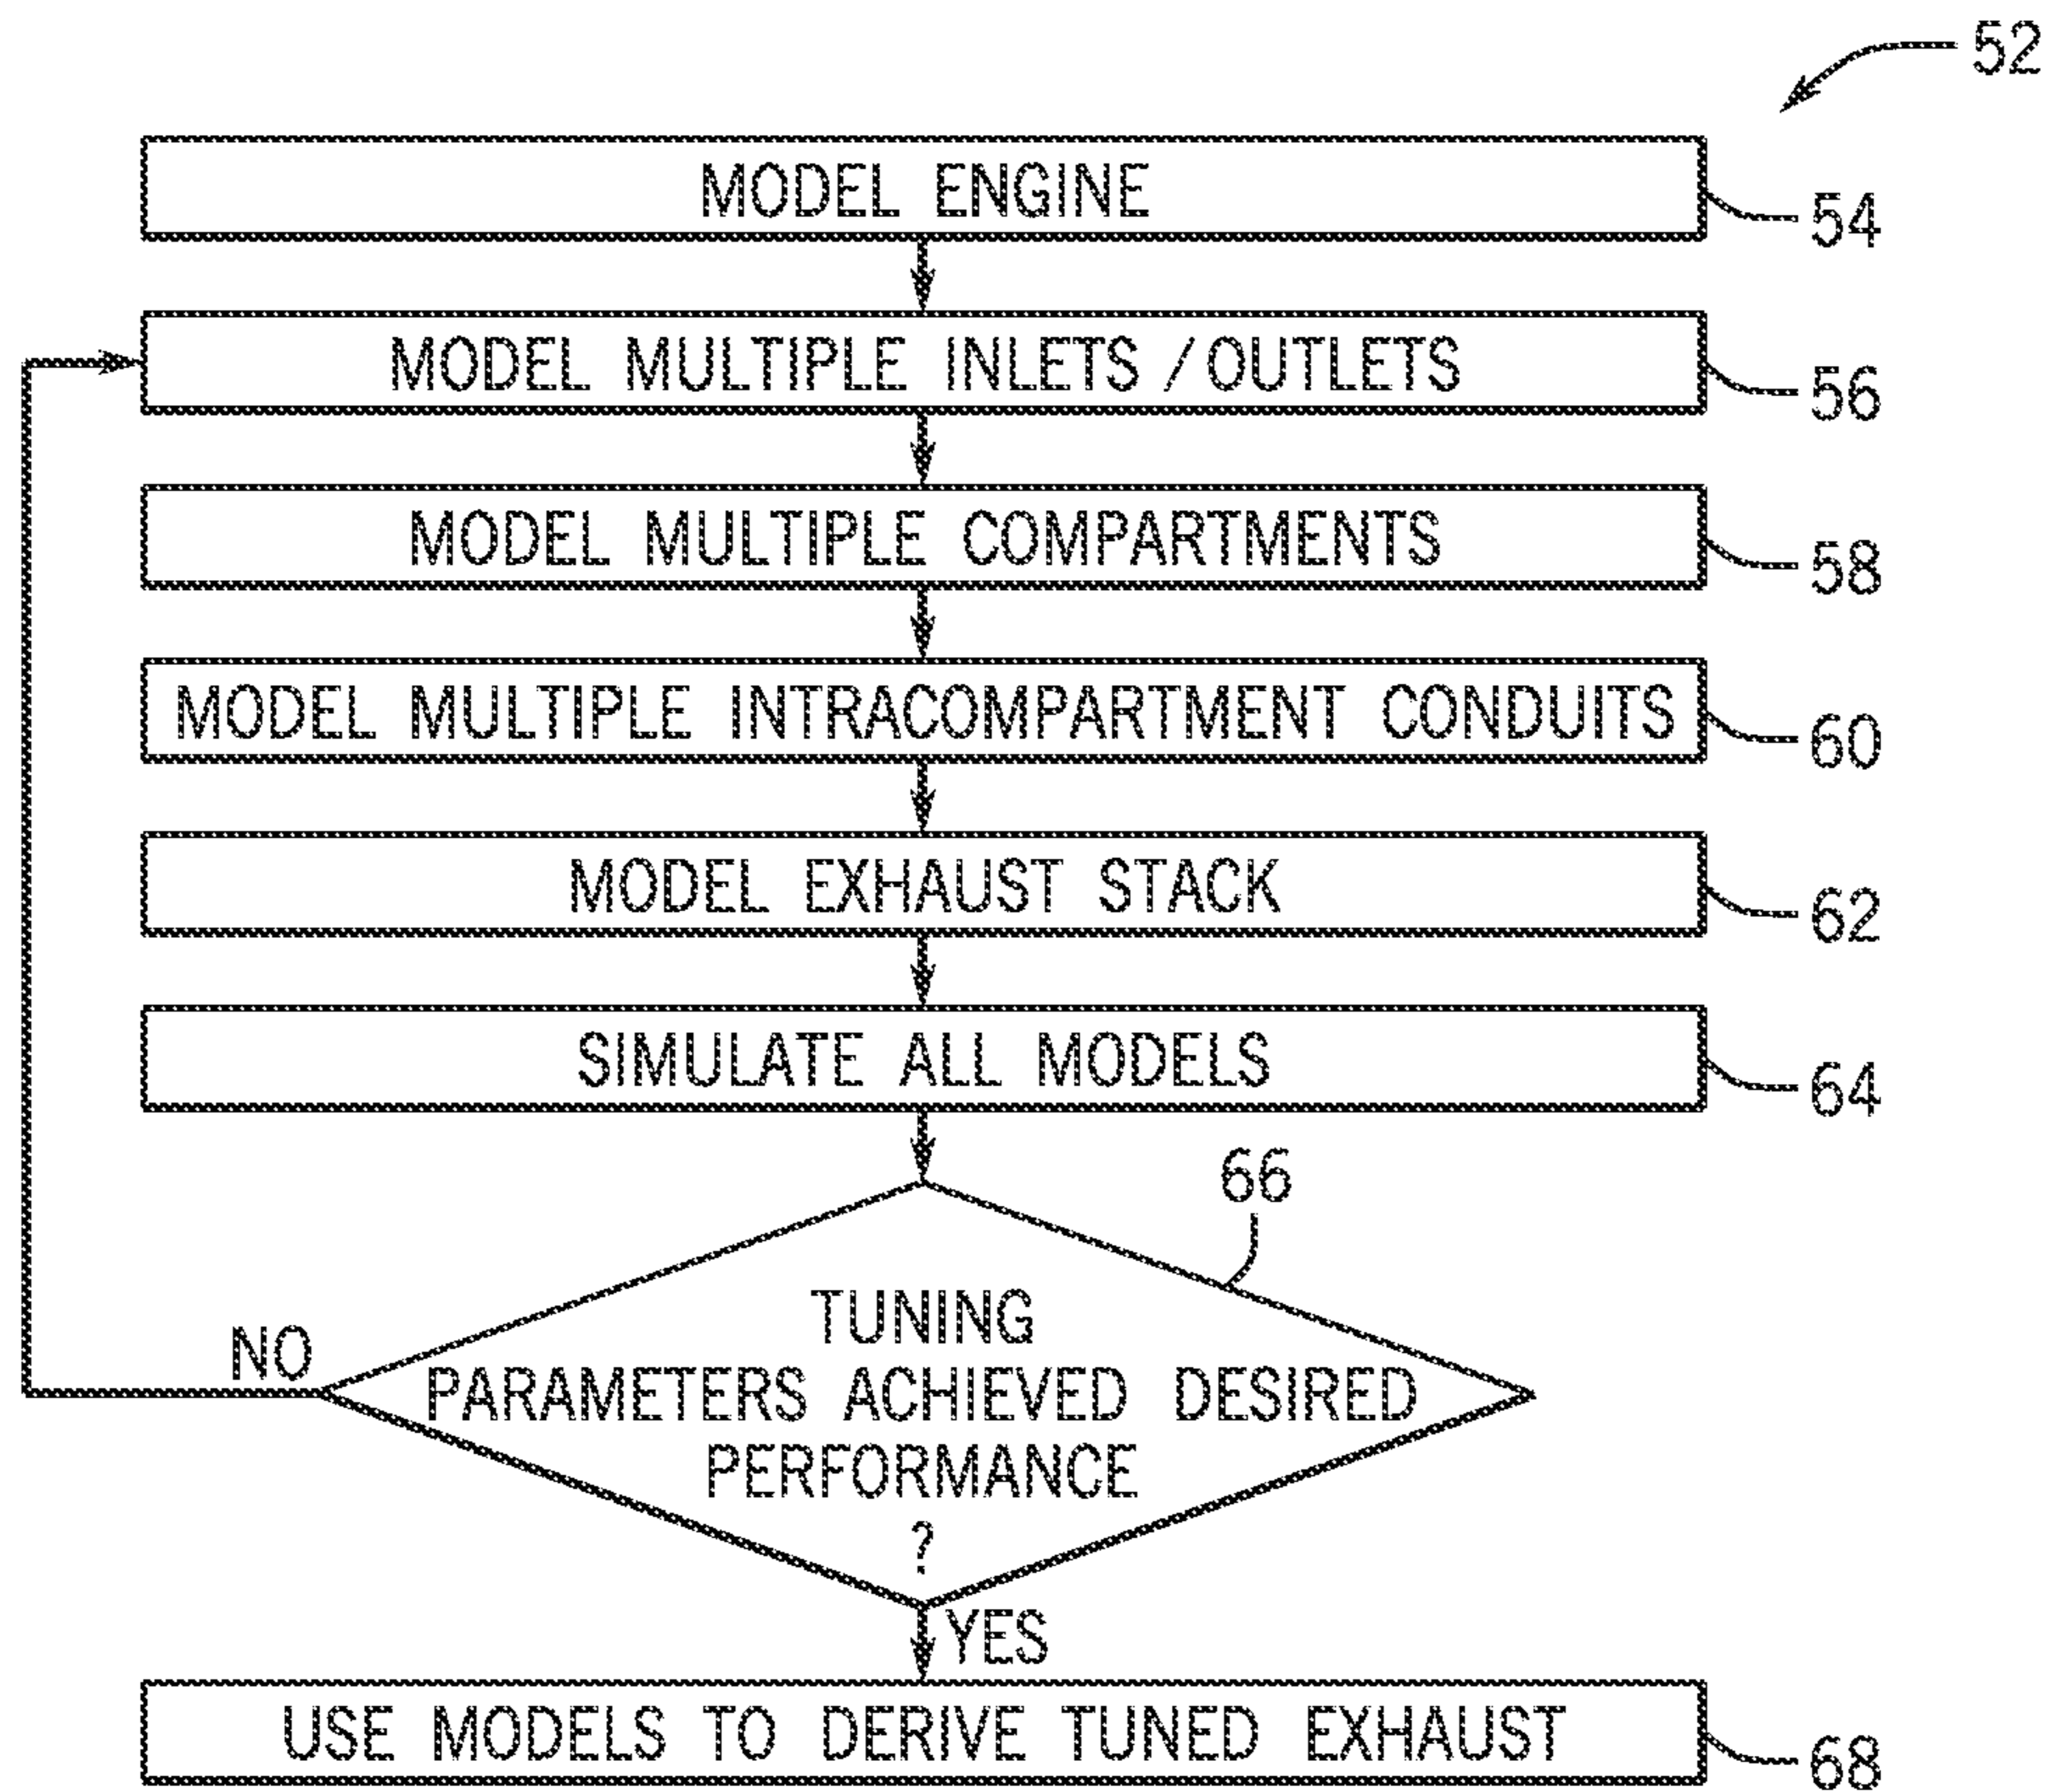 52
MODEL ENGINE
54
MODEL MULTIPLE INLETS / OUTLETS
56
MODEL MULTIPLE COMPARTMENTS
58
MODEL MULTIPLE INTRACOMPARTMENT CONDUITS
60
MODEL EXHAUST STACK
62
SIMULATE ALL MODELS
64
66
TUNING
PARAMETERS ACHIEVED DESIRED
PERFORMANCE
?
NO
YES
USE MODELS TO DERIVE TUNED EXHAUST
68